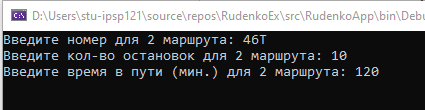 D:\Users\stu-ipsp121\source\repos\RudenkoEx\src\RudenkoApp\bin\Debu
Введите номер для 2 маршрута: 46Т
Введите кол-во остановок для 2 маршрута: 10
Введите время в пути (мин.) для 2 маршрута: 120